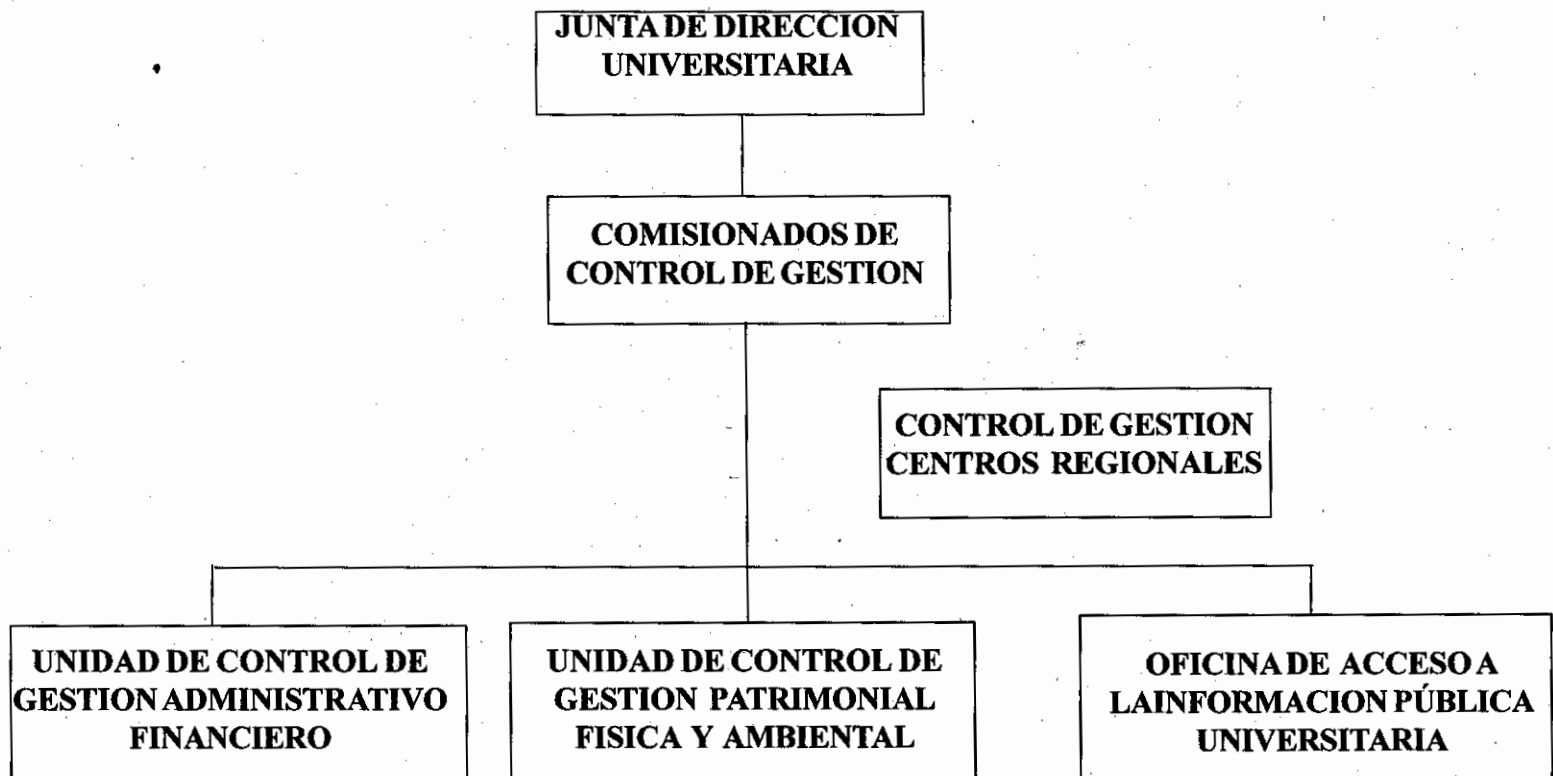 JUNTA DE DIRECCION
UNIVERSITARIA
COMISIONADOS DE
CONTROL DE GESTION
CONTROL DE GESTION
CENTROS REGIONALES
UNIDAD DE CONTROL DE
GESTION ADMINISTRATIVO
FINANCIERO
UNIDAD DE CONTROL DE
GESTION PATRIMONIAL
FISICA Y AMBIENTAL
OFICINA DE ACCESO A
LAINFORMACION PÚBLICA
UNIVERSITARIA